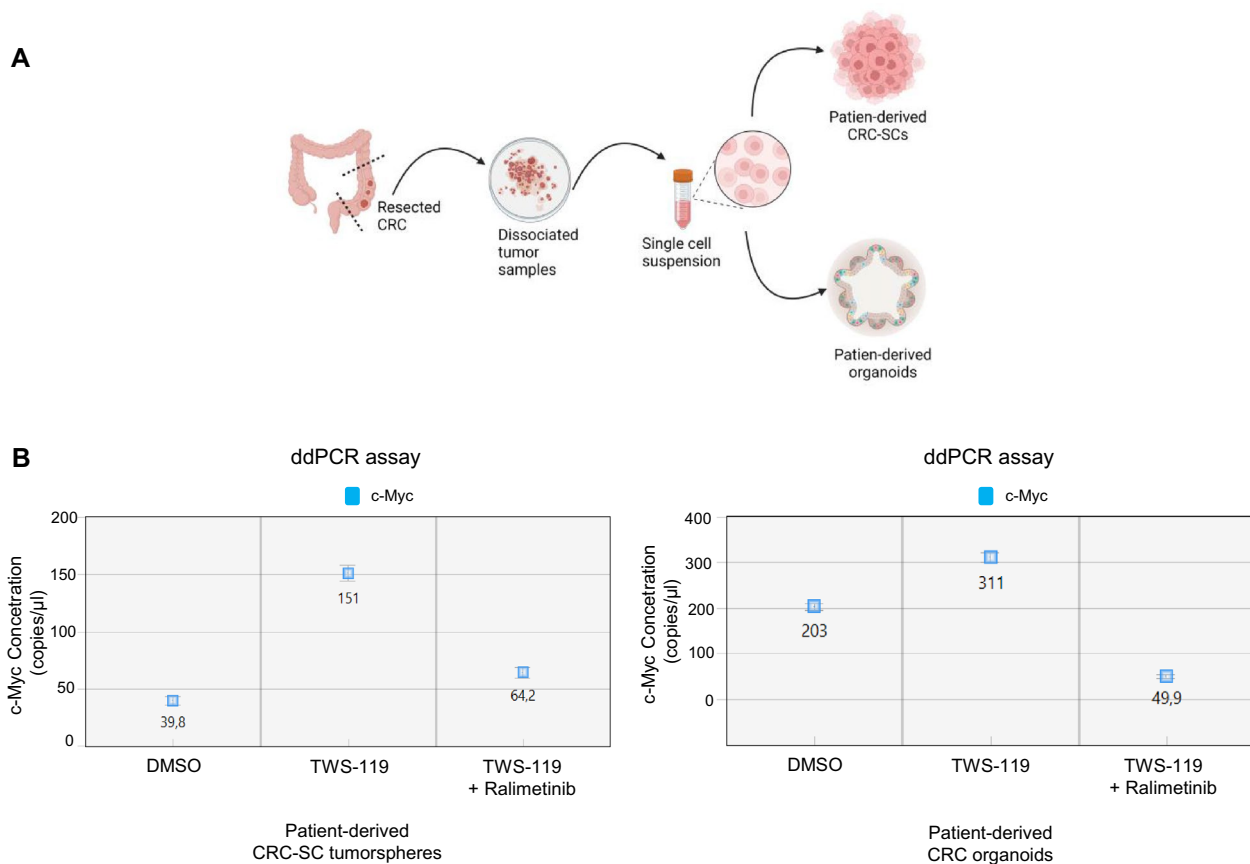 A
Resected
CRC
Dissociated
tumor
samples
Single cell
suspension
Patien-derived
CRC-SCs
Patien-derived
organoids
B
ddPCR assay
c-Myc
c-Myc Concetration
(copies/µl)
200
150
100
50
0
39,8
151
64,2
DMSO
TWS-119
TWS-119
+ Ralimetinib
Patient-derived
CRC-SC tumorspheres
ddPCR assay
c-Myc
c-Myc Concetration
(copies/µl)
400
300
200
100
0
203
311
49,9
DMSO
TWS-119
TWS-119
+ Ralimetinib
Patient-derived
CRC organoids